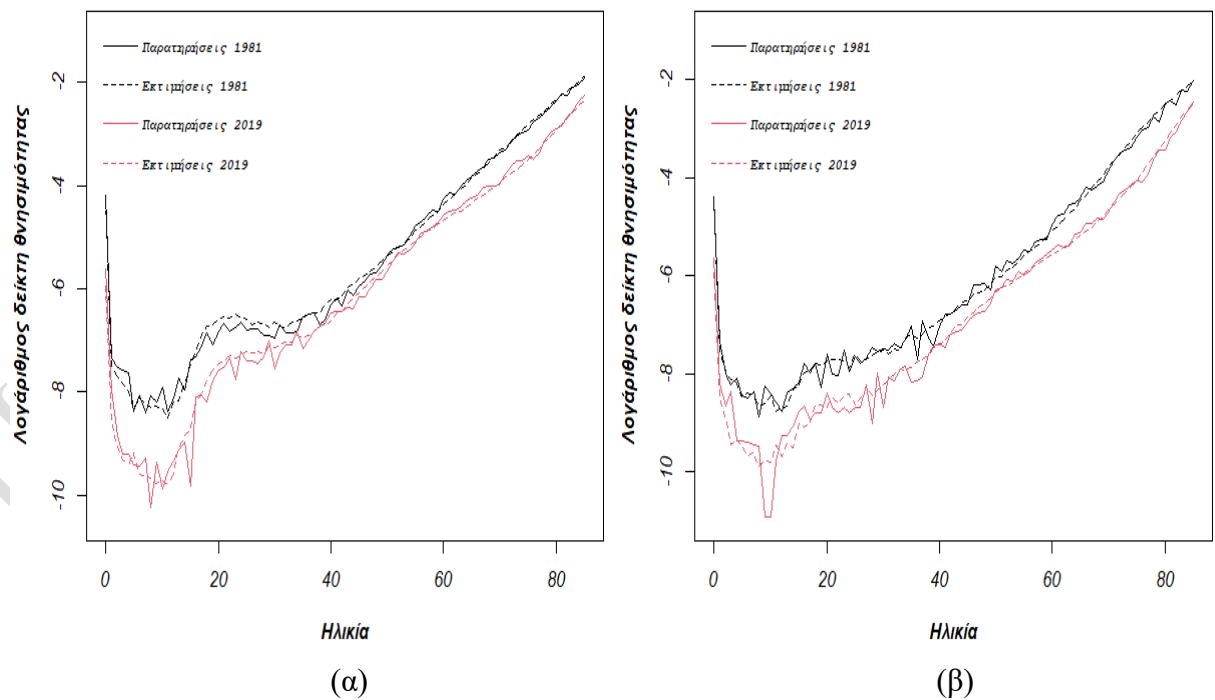 Παρατηρήσεις 1981
Εκτιμήσεις 1981
Παρατηρήσεις 2019
Εκτιμήσεις 2019
Λογάριθμος δείκτη θνησιμότητας
-2
-4
-6
-8
-10
0 20 40 60 80
Ηλικία
(α)
Παρατηρήσεις 1981
Εκτιμήσεις 1981
Παρατηρήσεις 2019
Εκτιμήσεις 2019
Λογάριθμος δείκτη θνησιμότητας
-2
-4
-6
-8
-10
0 20 40 60 80
Ηλικία
(β)